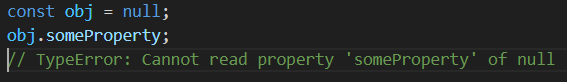 const obj = null;
obj.someProperty;
// TypeError: Cannot read property 'someProperty' of null